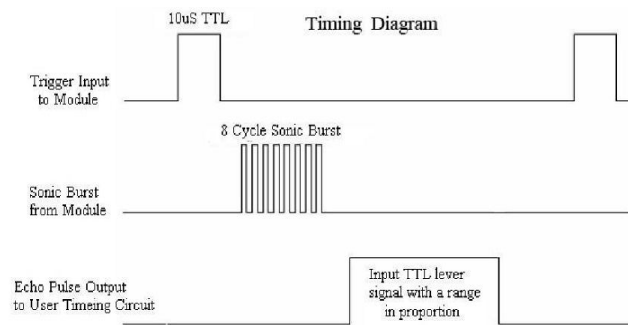 10uS TTL
Timing Diagram
Trigger Input
to Module
8 Cycle Sonic Burst
Sonic Burst
from Module
Echo Pulse Output
to User Timeing Circuit
Input TTL lever
signal with a range
in proportion